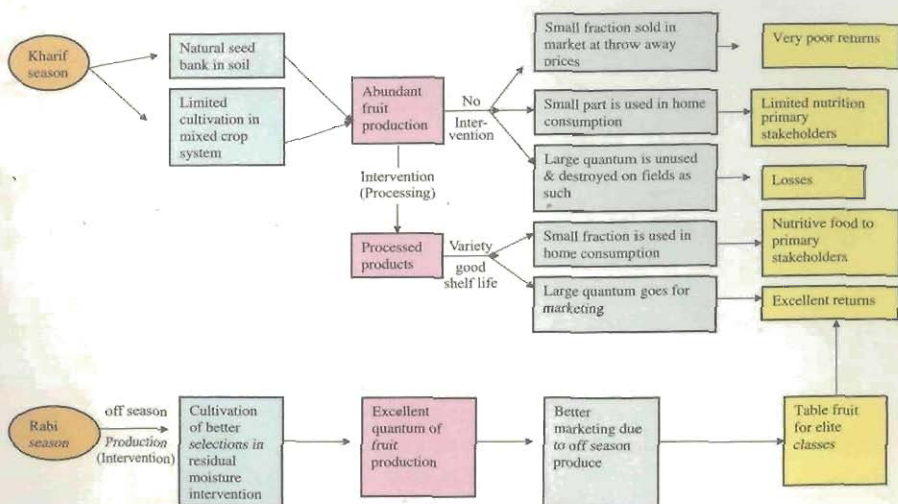 Kharif
season
Natural seed
bank in soil
Limited
cultivation in
mixed crop
system
Abundant
fruit
production
No
Inter-
vention
Small fraction sold in
market at throw away
prices
Very poor returns
Small part is used in home
consumption
Limited nutrition
primary
stakeholders
Large quantum is unused
& destroyed on fields as
such
Losses
Intervention
(Processing)
Processed
products
Variety
good
shelf life
Small fraction is used in
home consumption
Nutritive food to
primary
stakeholders
Large quantum goes for
marketing
Excellent returns
Rabi
season
off season
Production
(Intervention)
Cultivation
of better
selections in
residual
moisture
intervention
Excellent
quantum of
fruit
production
Better
marketing due
to off season
produce
Table fruit
for elite
classes